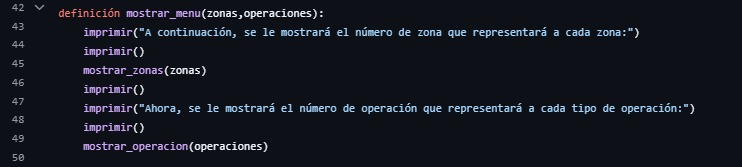 42 definición mostrar_menu(zonas,operaciones):
43 imprimir("A continuación, se le mostrará el número de zona que representará a cada zona:")
44 imprimir()
45 mostrar_zonas(zonas)
46 imprimir()
47 imprimir("Ahora, se le mostrará el número de operación que representará a cada tipo de operación:")
48 imprimir()
49 mostrar_operacion(operaciones)
50